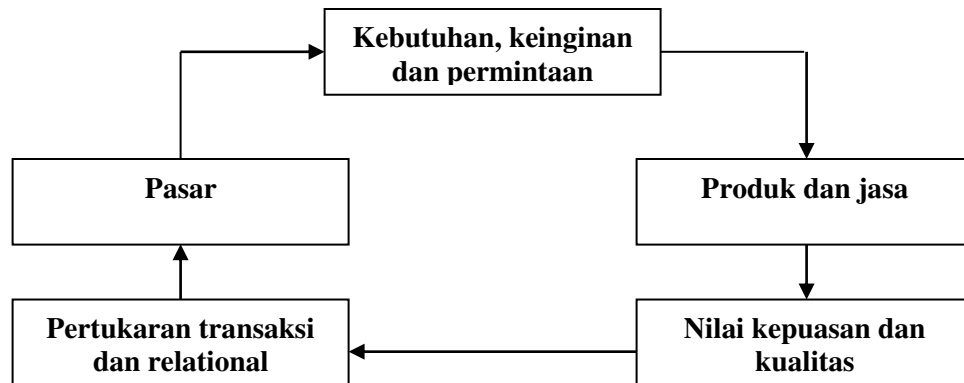 Kebutuhan, keinginan
dan permintaan
Pasar
Produk dan jasa
Pertukaran transaksi
dan relational
Nilai kepuasan dan
kualitas